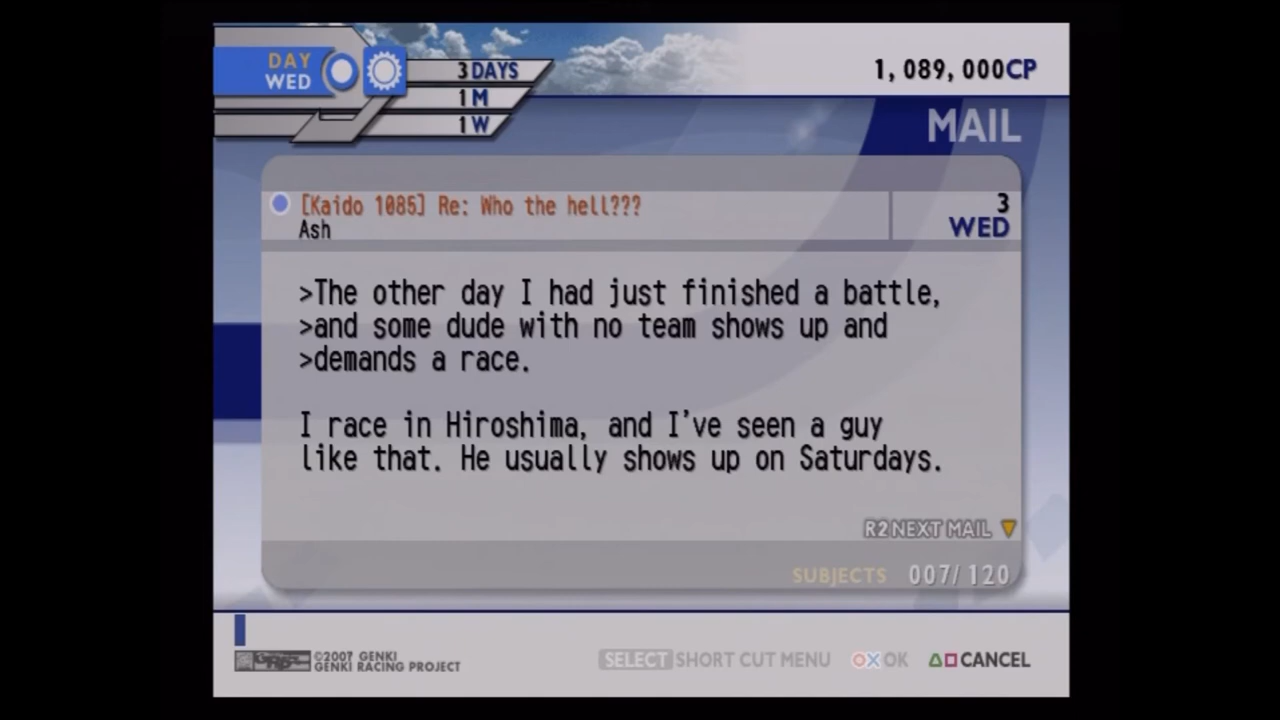 DAY
WED
3 DAYS
1 M
1 W
1,089,000CP
MAIL
[Kaido 1085] Re: Who the hell???
Ash
3
WED
>The other day I had just finished a battle,
>and some dude with no team shows up and
>demands a race.
I race in Hiroshima, and I've seen a guy
like that. He usually shows up on Saturdays.
R2 NEXT MAIL
SUBJECTS 007/120
©2007 GENKI
GENKI RACING PROJECT
SELECT SHORT CUT MENU
OK
CANCEL